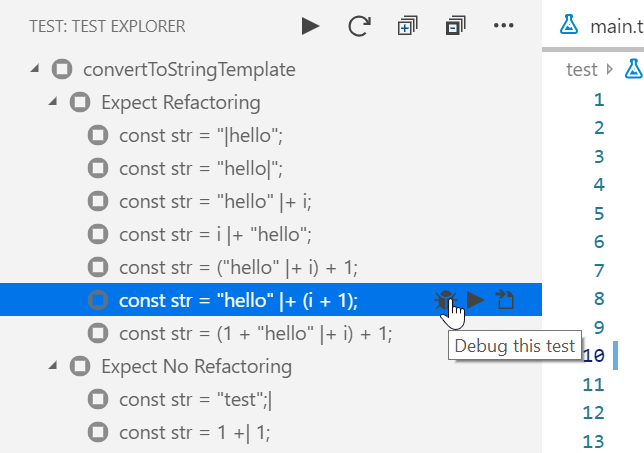 TEST: TEST EXPLORER
convertToStringTemplate
Expect Refactoring
const str = "|hello";
const str = "hello|";
const str = "hello" |+ i;
const str = i |+ "hello";
const str = ("hello" |+ i) + 1;
const str = "hello" |+ (i + 1);
const str = (1 + "hello" |+ i) + 1;
Debug this test
Expect No Refactoring
const str = "test";|
const str = 1 +| 1;
main.t
test
1
2
3
4
5
6
7
8
9
10
11
12
13